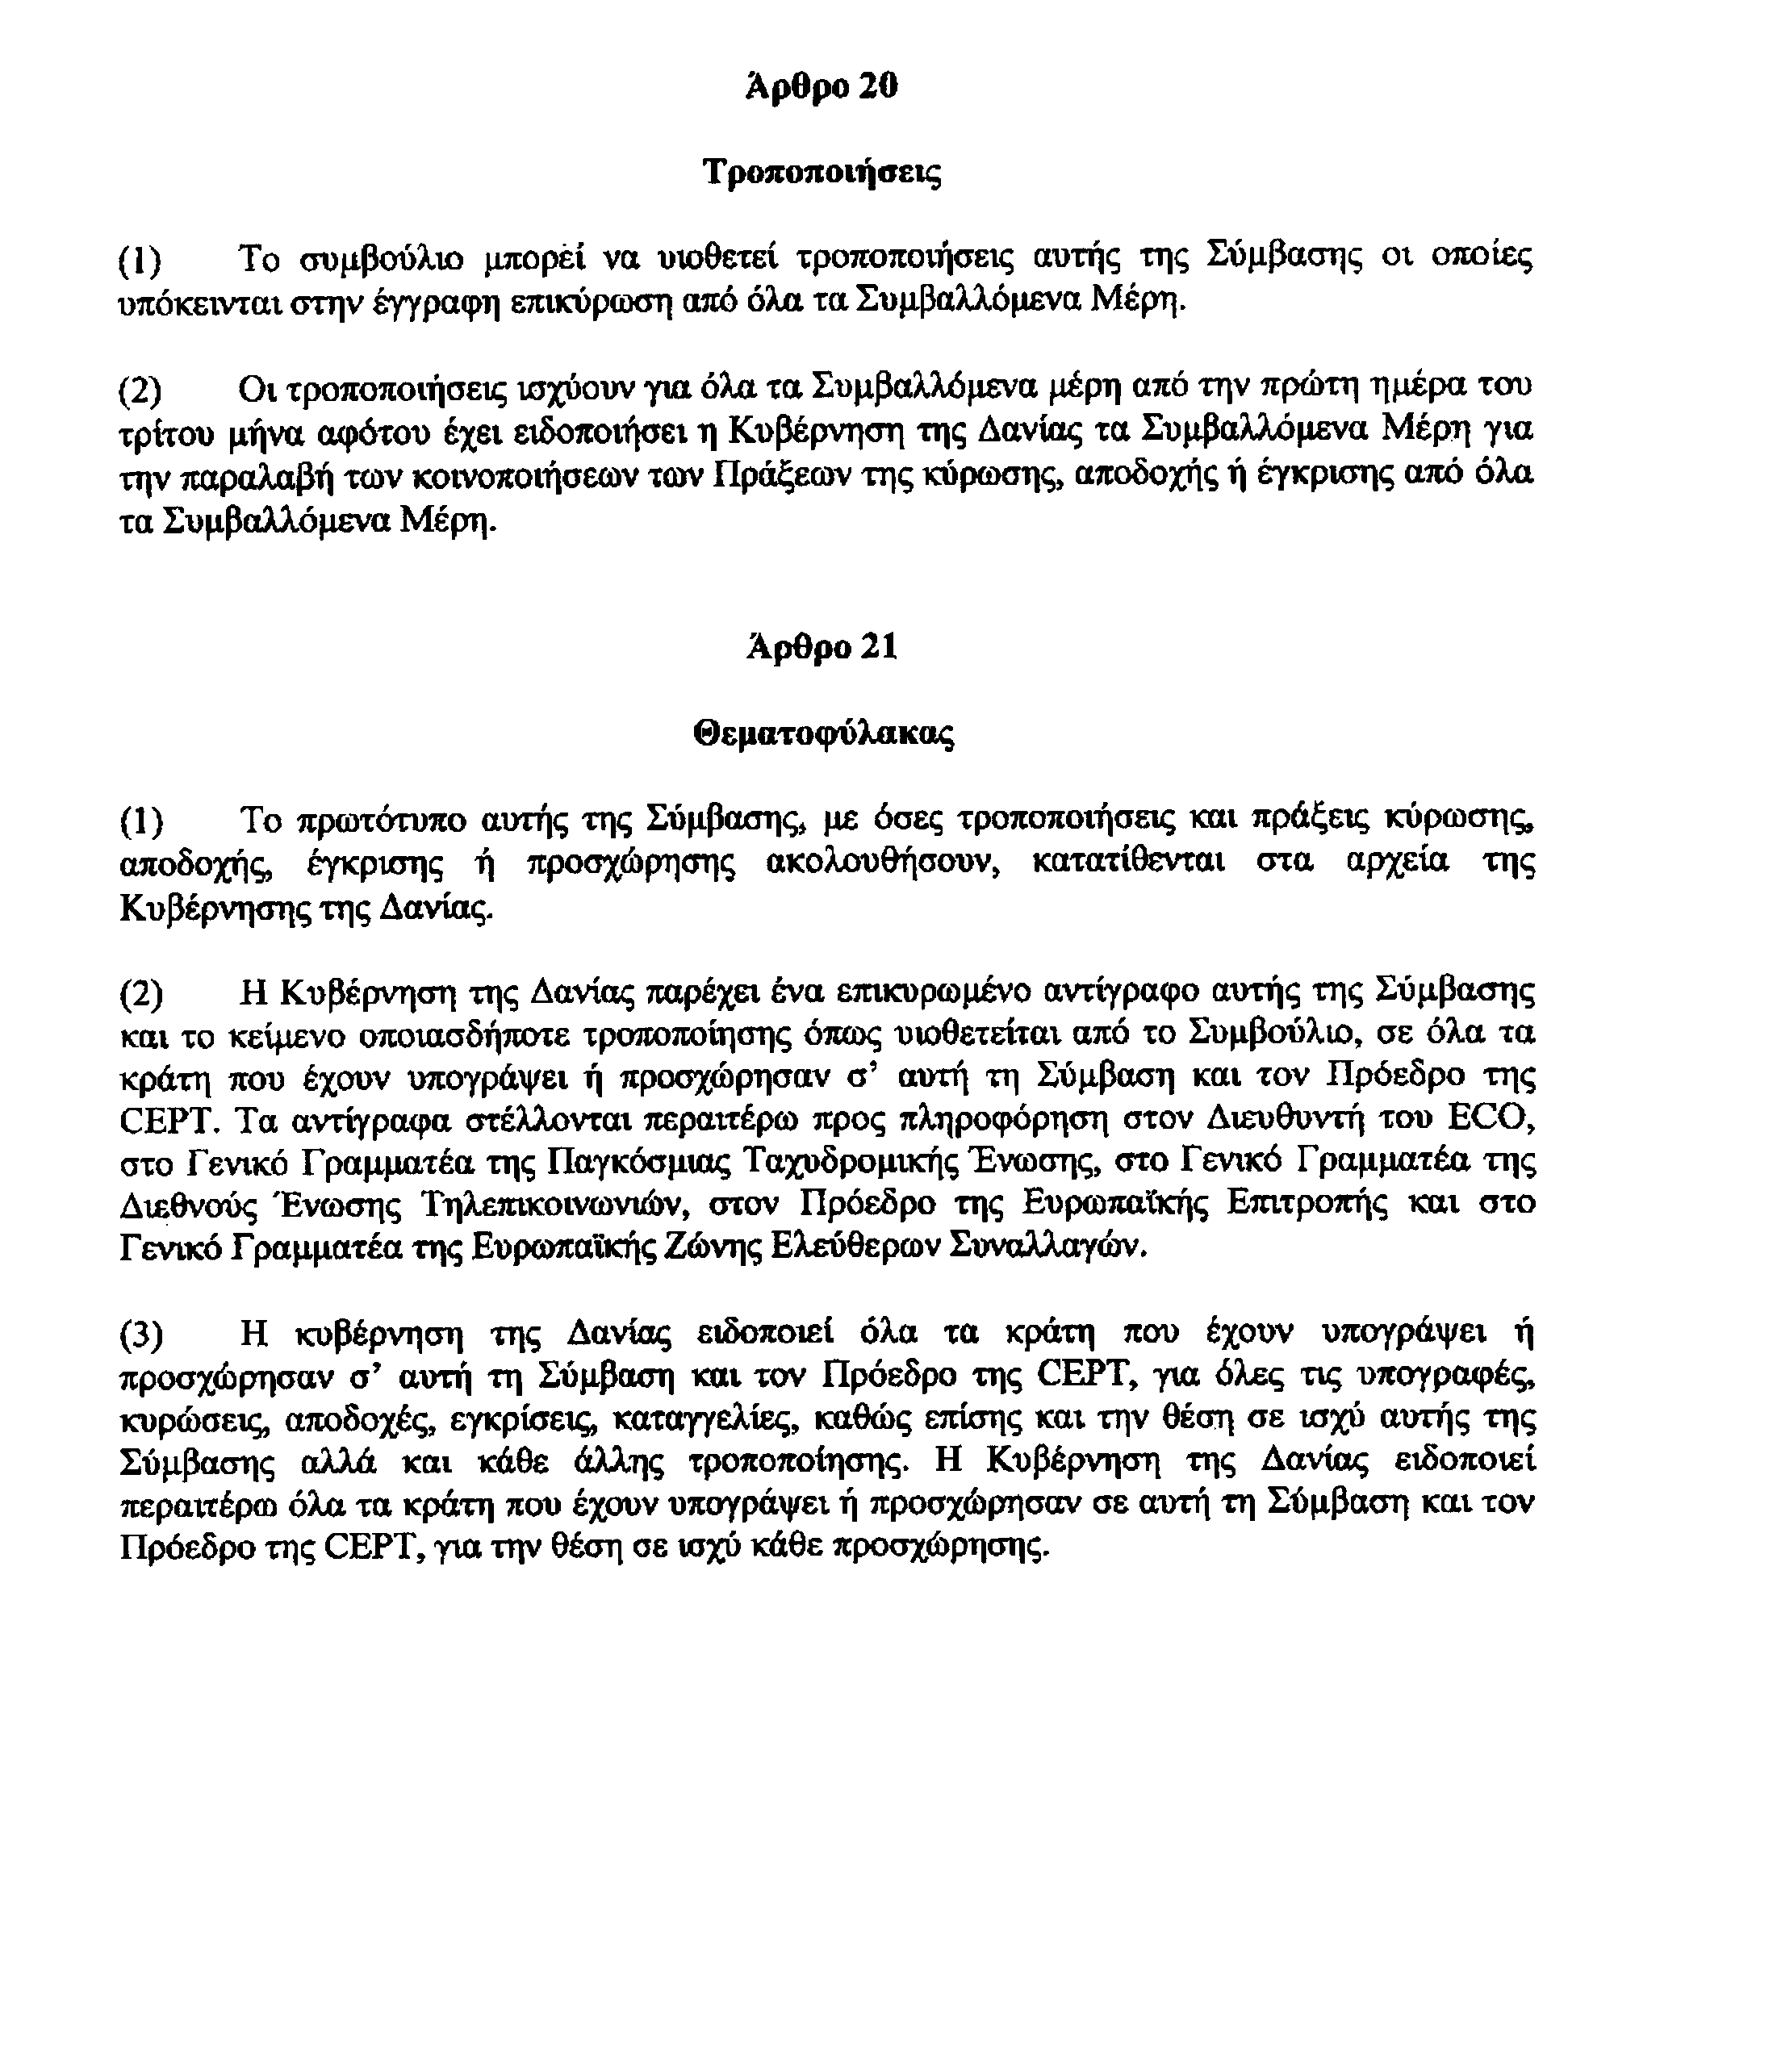 Άρθρο 20
Τροποποιήσεις
(1) Το συμβούλιο μπορεί να υιοθετεί τροποποιήσεις αυτής της Σύμβασης οι οποίες
υπόκεινται στην έγγραφη επικύρωση από όλα τα Συμβαλλόμενα Μέρη.
(2) Οι τροποποιήσεις ισχύουν για όλα τα Συμβαλλόμενα μέρη από την πρώτη ημέρα του
τρίτου μήνα αφότου έχει ειδοποιήσει η Κυβέρνηση της Δανίας τα Συμβαλλόμενα Μέρη για
την παραλαβή των κοινοποιήσεων των Πράξεων της κύρωσης, αποδοχής ή έγκρισης από όλα
τα Συμβαλλόμενα Μέρη.
Άρθρο 21
Θεματοφύλακας
(1) Το πρωτότυπο αυτής της Σύμβασης, με όσες τροποποιήσεις και πράξεις κύρωσης,
αποδοχής, έγκρισης ή προσχώρησης ακολουθήσουν, κατατίθενται στα αρχεία της
Κυβέρνησης της Δανίας.
(2) Η Κυβέρνηση της Δανίας παρέχει ένα επικυρωμένο αντίγραφο αυτής της Σύμβασης
και το κείμενο οποιασδήποτε τροποποίησης όπως υιοθετείται από το Συμβούλιο, σε όλα τα
κράτη που έχουν υπογράψει ή προσχώρησαν σ' αυτή τη Σύμβαση και τον Πρόεδρο της
CEPT. Τα αντίγραφα στέλλονται περαιτέρω προς πληροφόρηση στον Διευθυντή του ECO,
στο Γενικό Γραμματέα της Παγκόσμιας Ταχυδρομικής Ένωσης, στο Γενικό Γραμματέα της
Διεθνούς Ένωσης Τηλεπικοινωνιών, στον Πρόεδρο της Ευρωπαϊκής Επιτροπής και στο
Γενικό Γραμματέα της Ευρωπαϊκής Ζώνης Ελεύθερων Συναλλαγών.
(3) Η κυβέρνηση της Δανίας ειδοποιεί όλα τα κράτη που έχουν υπογράψει ή
προσχώρησαν σ' αυτή τη Σύμβαση και τον Πρόεδρο της CEPT, για όλες τις υπογραφές,
κυρώσεις, αποδοχές, εγκρίσεις, καταγγελίες, καθώς επίσης και την θέση σε ισχύ αυτής της
Σύμβασης αλλά και κάθε άλλης τροποποίησης. Η Κυβέρνηση της Δανίας ειδοποιεί
περαιτέρω όλα τα κράτη που έχουν υπογράψει ή προσχώρησαν σε αυτή τη Σύμβαση και τον
Πρόεδρο της CEPT, για την θέση σε ισχύ κάθε προσχώρησης.